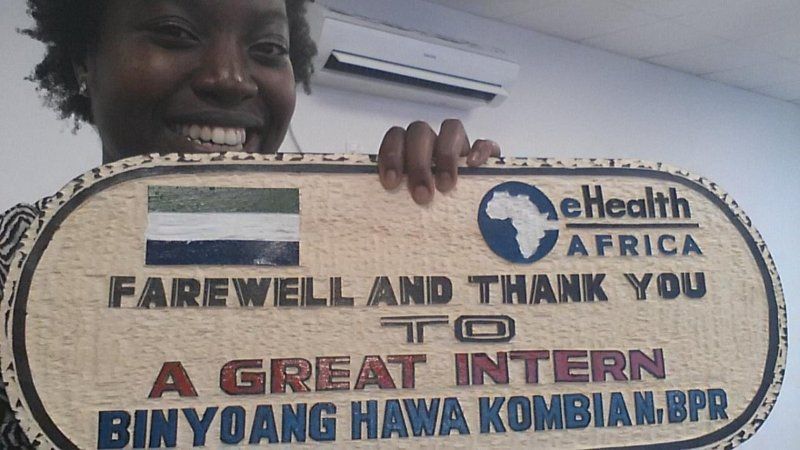 eHealth
AFRICA
FAREWELL AND THANK YOU
TO
A GREAT INTERN
BINYOANG HAWA KOMBIAN, BPR